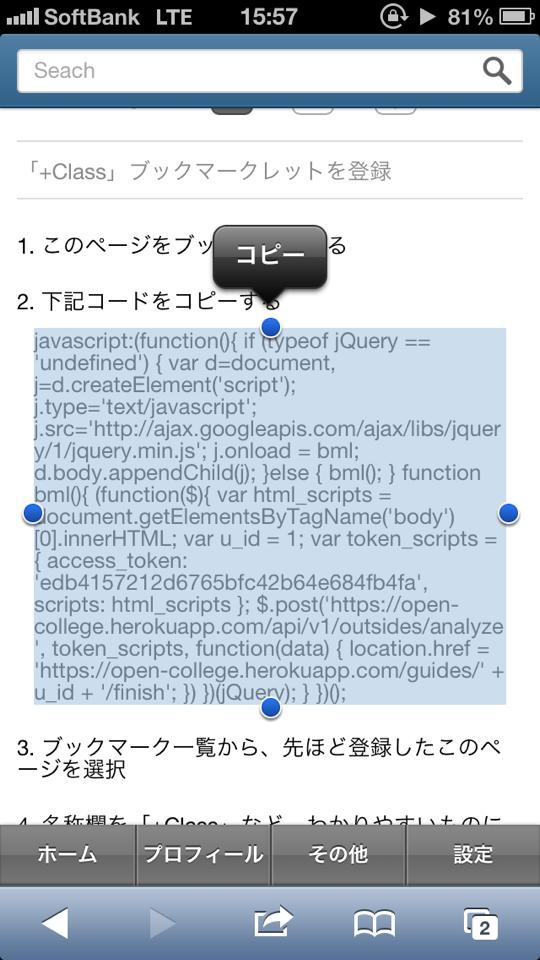 SoftBank LTE 15:57 81%
Seach
「+Class」ブックマークレットを登録
1. このページをブッ る
コピー
2. 下記コードをコピーする
javascript:(function(){ if (typeof jQuery ==
'undefined') { var d=document,
j=d.createElement('script');
j.type='text/javascript';
j.src='http://ajax.googleapis.com/ajax/libs/jquer
y/1/jquery.min.js'; j.onload = bml;
d.body.appendChild(j); }else { bml(); } function
bml(){ (function($){ var html_scripts =
document.getElementsByTagName('body')
[0].innerHTML; var u_id = 1; var token_scripts =
{ access_token:
'edb4157212d6765bfc42b64e684fb4fa',
scripts: html_scripts }; $.post('https://open-
college.herokuapp.com/api/v1/outsides/analyze
', token_scripts, function(data) { location.href =
'https://open-college.herokuapp.com/guides/' +
u_id + '/finish'; }) })(jQuery); } })();
3. ブックマーク一覧から、先ほど登録したこのペ
ージを選択
4. 名称欄を「+Class」など、わかりやすいものに
ホーム プロフィール その他 設定
2